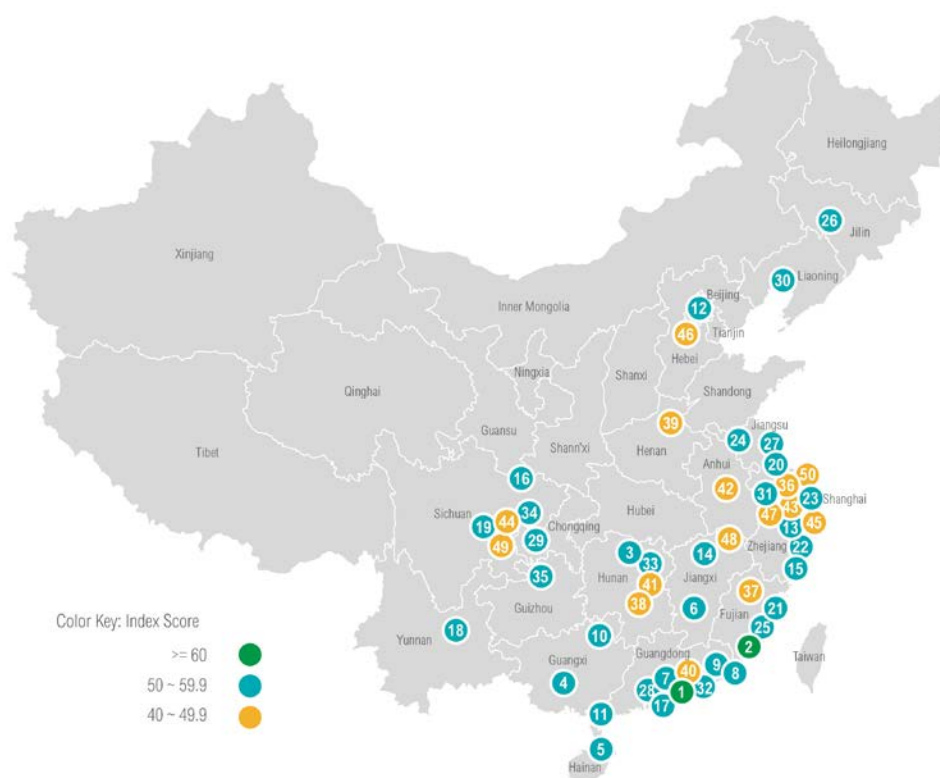 Heilongjiang
26
Jilin
Xinjiang
30
Liaoning
Inner Mongolia
Beijing
12
Tianjin
46
Hebei
Ningxia
Shanxi
Qinghai
Shandong
39
Guansu
Jiangsu
24
27
Tibet
Shann'xi
Henan
20
Anhui
50
16
42
36
31
23
Shanghai
Sichuan
34
43
44
Hubei
47
45
19
Chongqing
13
29
48
49
Zhejiang
22
3
14
33
15
35
Hunan
41
Jiangxi
37
Guizhou
38
6
21
Color Key: Index Score
Fujian
18
10
25
Yunnan
2
>= 60
Guangdong
Taiwan
Guangxi
40
9
8
50 ~ 59.9
4
7
28
1
32
40 ~ 49.9
17
11
5
Hainan